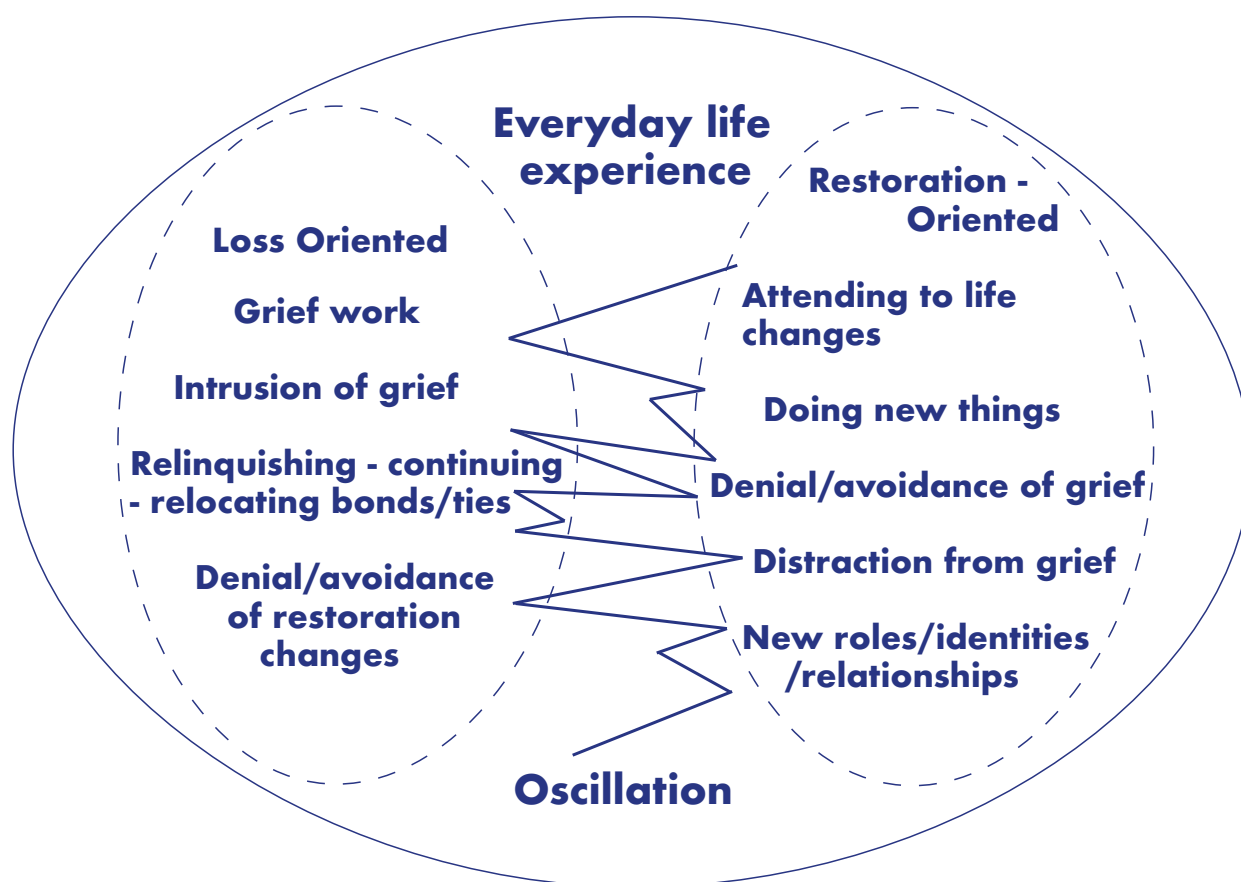 Everyday life
experience
Loss Oriented
Grief work
Intrusion of grief
Relinquishing - continuing
- relocating bonds/ties
Denial/avoidance
of restoration
changes
Restoration -
Oriented
Attending to life
changes
Doing new things
Denial/avoidance of grief
Distraction from grief
New roles/identities
/relationships
Oscillation